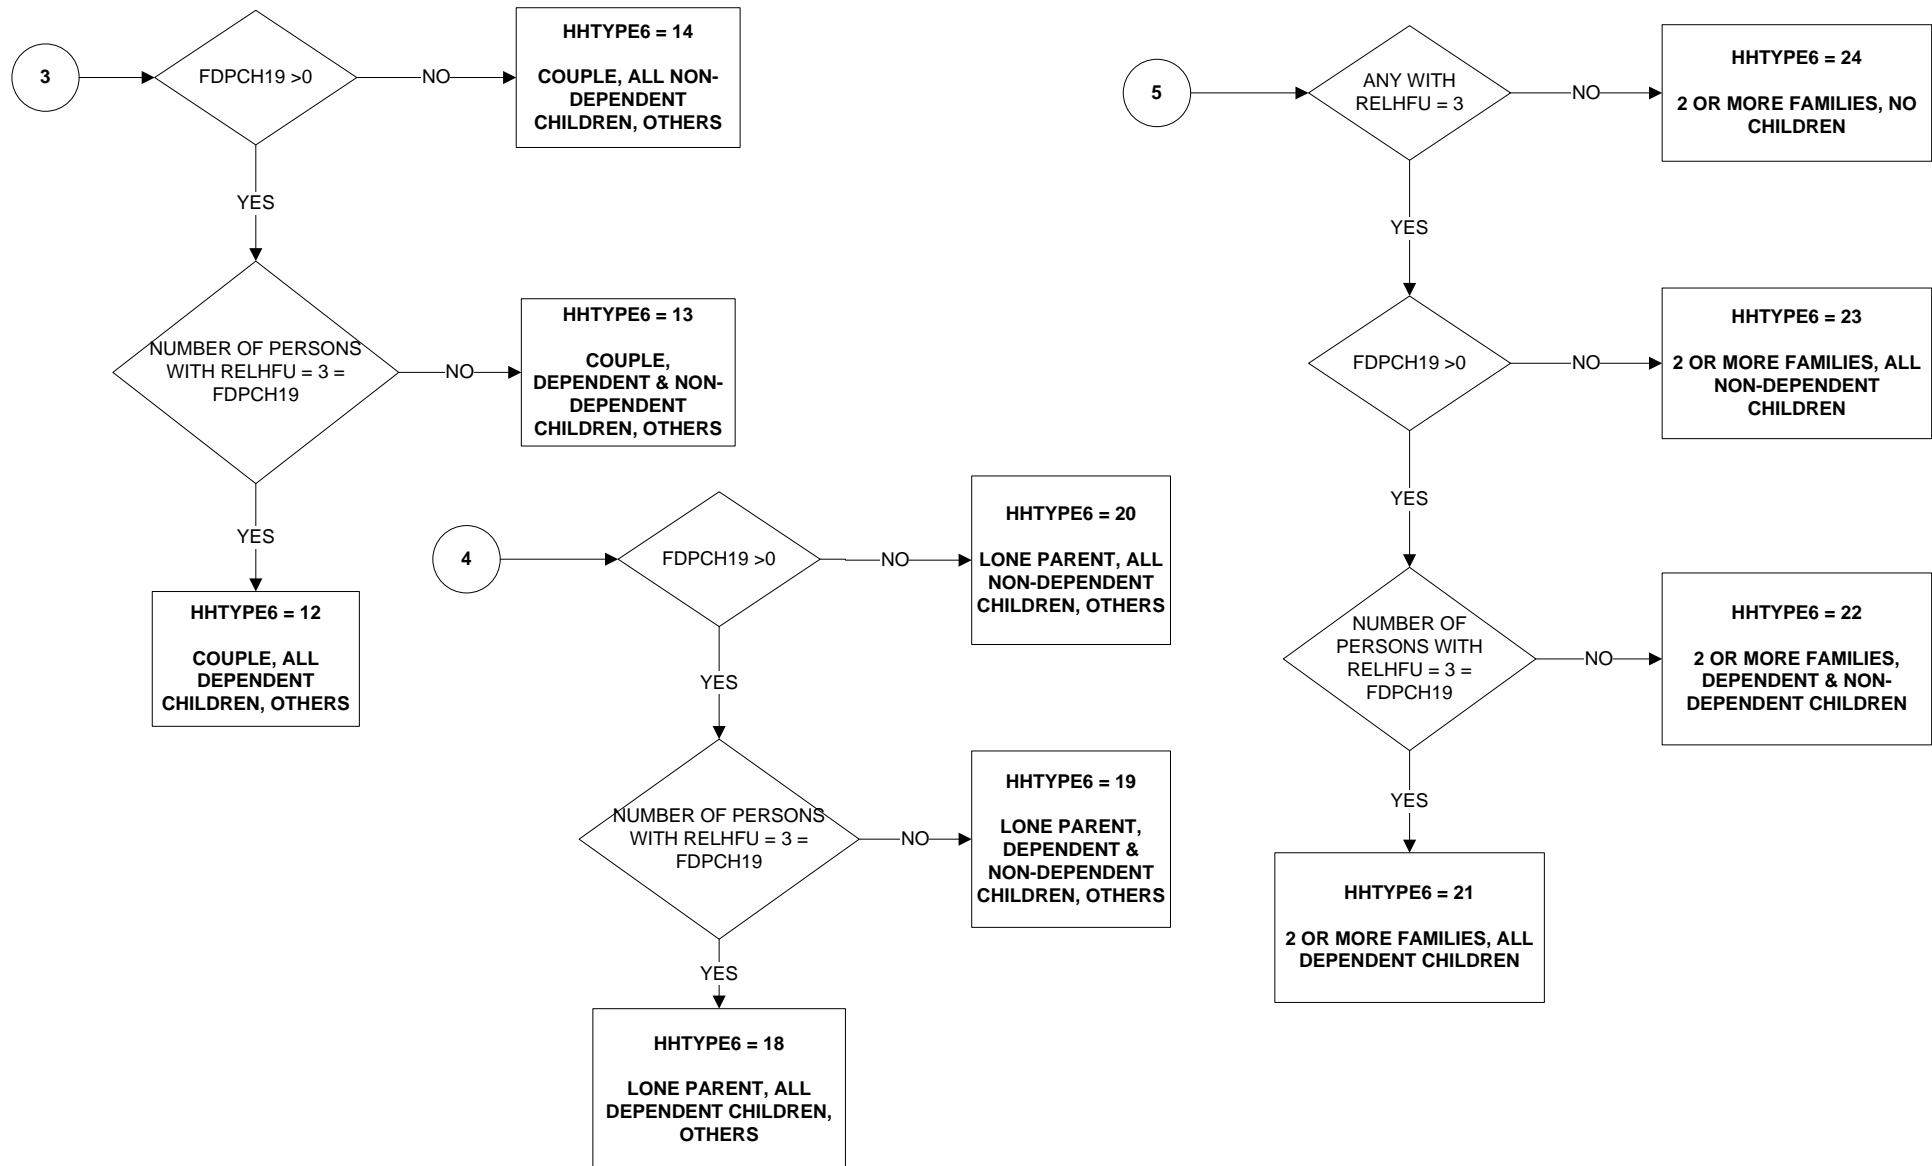 3
FDPCH19 >0
NO
HHTYPE6 = 14
COUPLE, ALL NON-
DEPENDENT
CHILDREN, OTHERS
YES
NUMBER OF PERSONS
WITH RELHFU = 3 =
FDPCH19
NO
HHTYPE6 = 13
COUPLE,
DEPENDENT & NON-
DEPENDENT
CHILDREN, OTHERS
YES
HHTYPE6 = 12
COUPLE, ALL
DEPENDENT
CHILDREN, OTHERS
4
FDPCH19 >0
NO
HHTYPE6 = 20
LONE PARENT, ALL
NON-DEPENDENT
CHILDREN, OTHERS
YES
NUMBER OF PERSONS
WITH RELHFU = 3 =
FDPCH19
NO
HHTYPE6 = 19
LONE PARENT,
DEPENDENT &
NON-DEPENDENT
CHILDREN, OTHERS
YES
HHTYPE6 = 18
LONE PARENT, ALL
DEPENDENT CHILDREN,
OTHERS
5
ANY WITH
RELHFU = 3
NO
HHTYPE6 = 24
2 OR MORE FAMILIES, NO
CHILDREN
YES
FDPCH19 >0
NO
HHTYPE6 = 23
2 OR MORE FAMILIES, ALL
NON-DEPENDENT
CHILDREN
YES
NUMBER OF
PERSONS WITH
RELHFU = 3 =
FDPCH19
NO
HHTYPE6 = 22
2 OR MORE FAMILIES,
DEPENDENT & NON-
DEPENDENT CHILDREN
YES
HHTYPE6 = 21
2 OR MORE FAMILIES, ALL
DEPENDENT CHILDREN